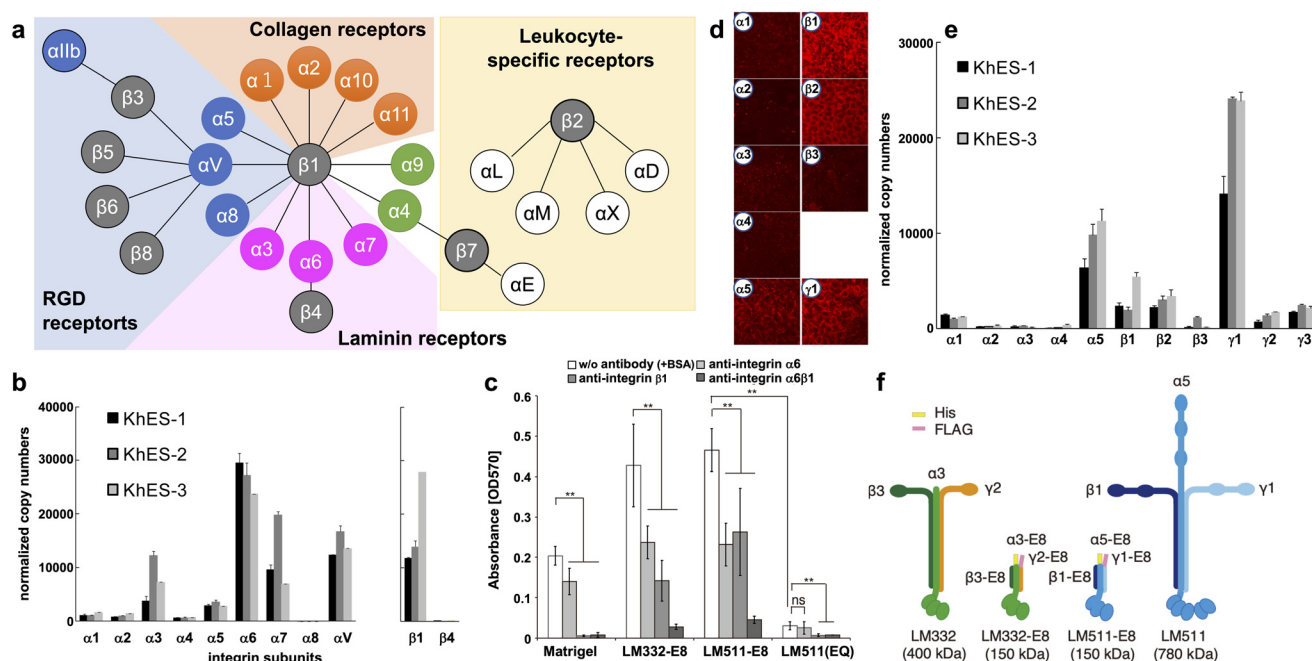 a
Collagen receptors
Leukocyte-
specific receptors
αIIb
β3
α1
α2
α10
α11
α5
β5
αV
β1
α9
β2
αL
αD
αM
αX
β6
α8
α4
β8
α3
α6
α7
β7
αE
β4
RGD
receptorts
Laminin receptors
b
normalized copy numbers
40000
30000
20000
10000
0
KhES-1
KhES-2
KhES-3
α1 α2 α3 α4 α5 α6 α7 α8 αV β1 β4
integrin subunits
c
w/o antibody (+BSA)
anti-integrin α6
anti-integrin β1
anti-integrin α6β1
Absorbance [OD570]
0.6
0.5
0.4
0.3
0.2
0.1
0
**
**
**
**
**
ns
Matrigel LM332-E8 LM511-E8 LM511(EQ)
d
α1 β1
α2 β2
α3 β3
α4
α5 γ1
e
normalized copy numbers
30000
20000
10000
0
KhES-1
KhES-2
KhES-3
α1 α2 α3 α4 α5 β1 β2 β3 γ1 γ2 γ3
f
His
FLAG
α5
α3
β3
γ2
β1
γ1
α3-E8
γ2-E8
β3-E8
α5-E8
γ1-E8
β1-E8
LM332 LM332-E8 LM511-E8 LM511
(400 kDa) (150 kDa) (150 kDa) (780 kDa)